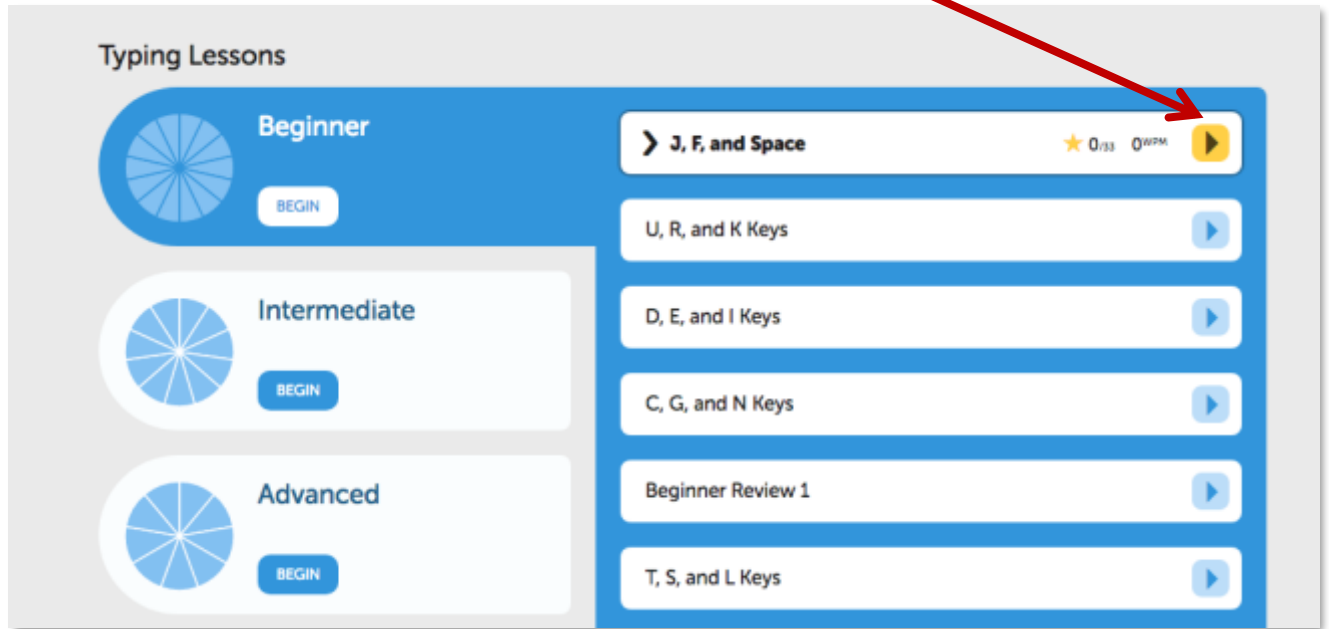 Typing Lessons
Beginner
BEGIN
Intermediate
BEGIN
Advanced
BEGIN
J, F, and Space 0/33 0WPM
U, R, and K Keys
D, E, and I Keys
C, G, and N Keys
Beginner Review 1
T, S, and L Keys